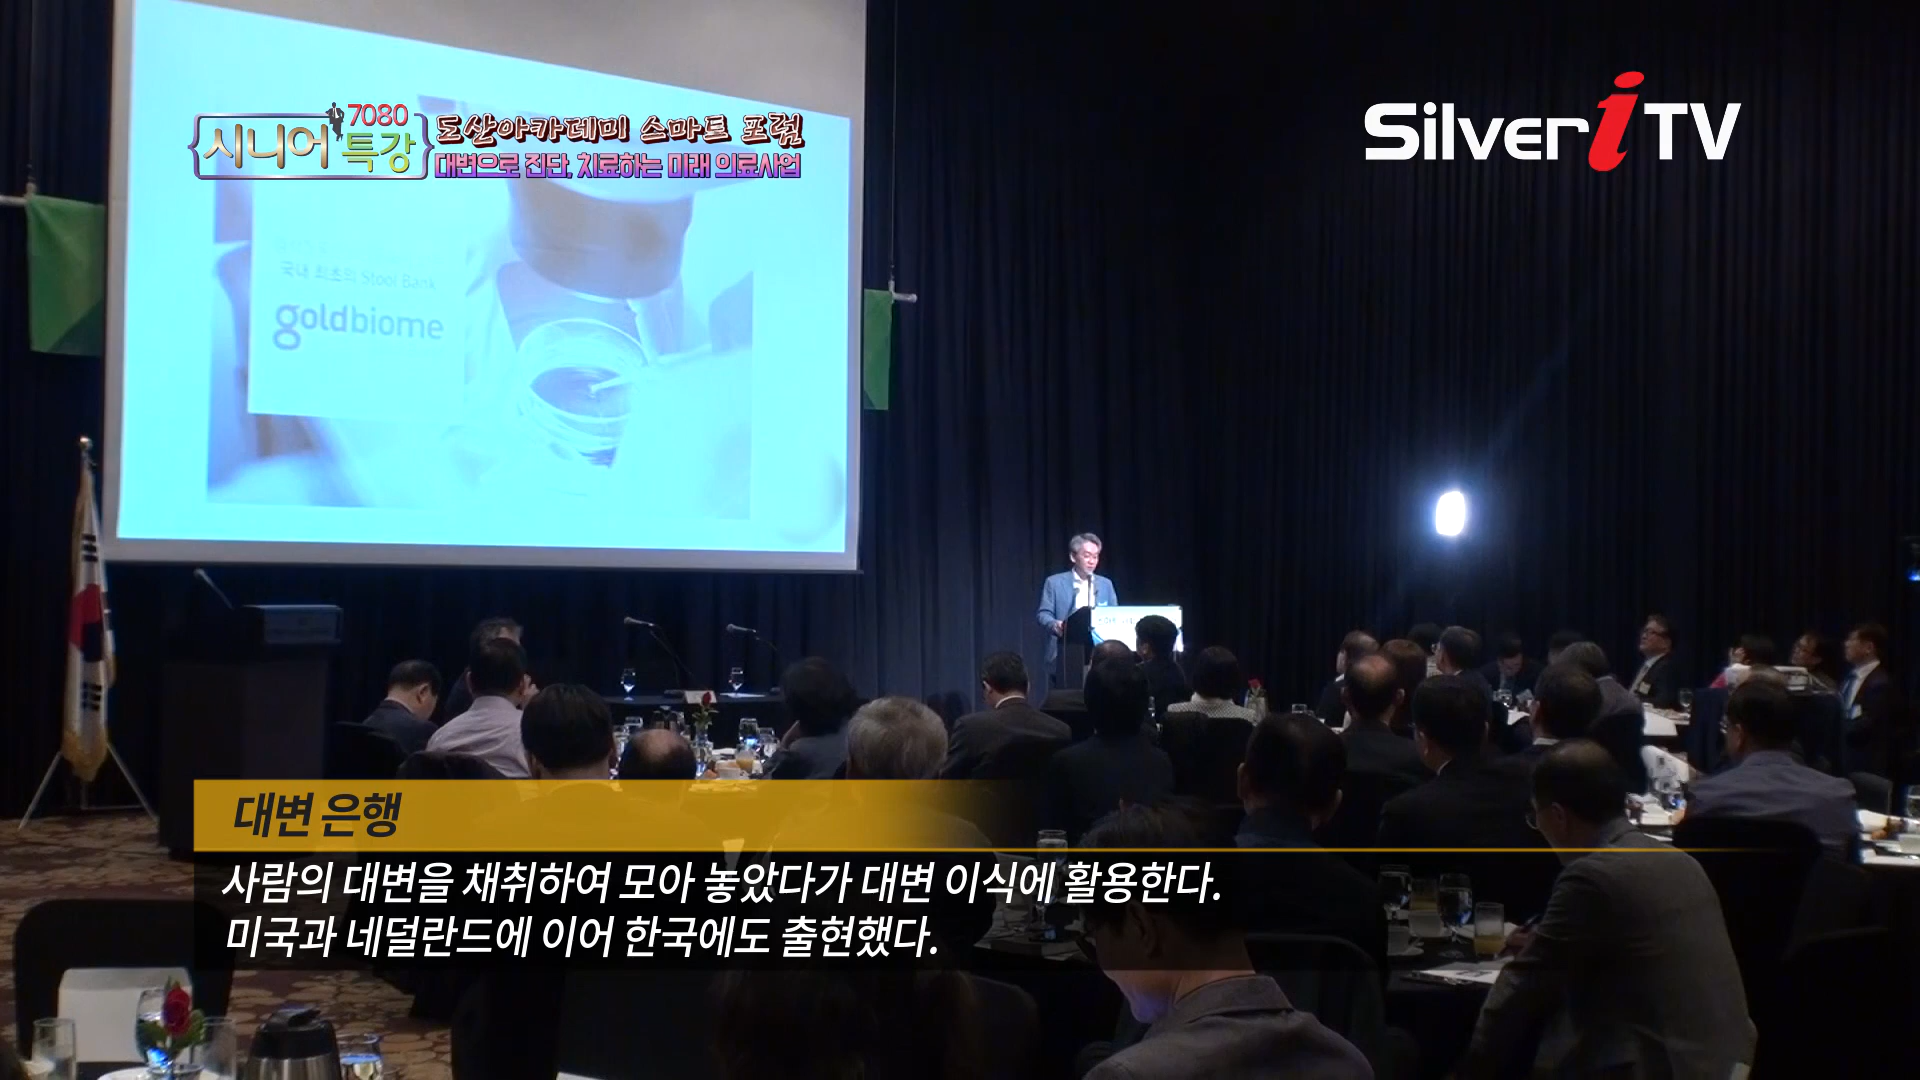 7080
시니어 특강
도산아카데미 스마트 포럼
대변으로 진단, 치료하는 미래 의료사업
Silver i TV
국내 최초의 Stool Bank
goldbiome
대변 은행
사람의 대변을 채취하여 모아 놓았다가 대변 이식에 활용한다.
미국과 네덜란드에 이어 한국에도 출현했다.